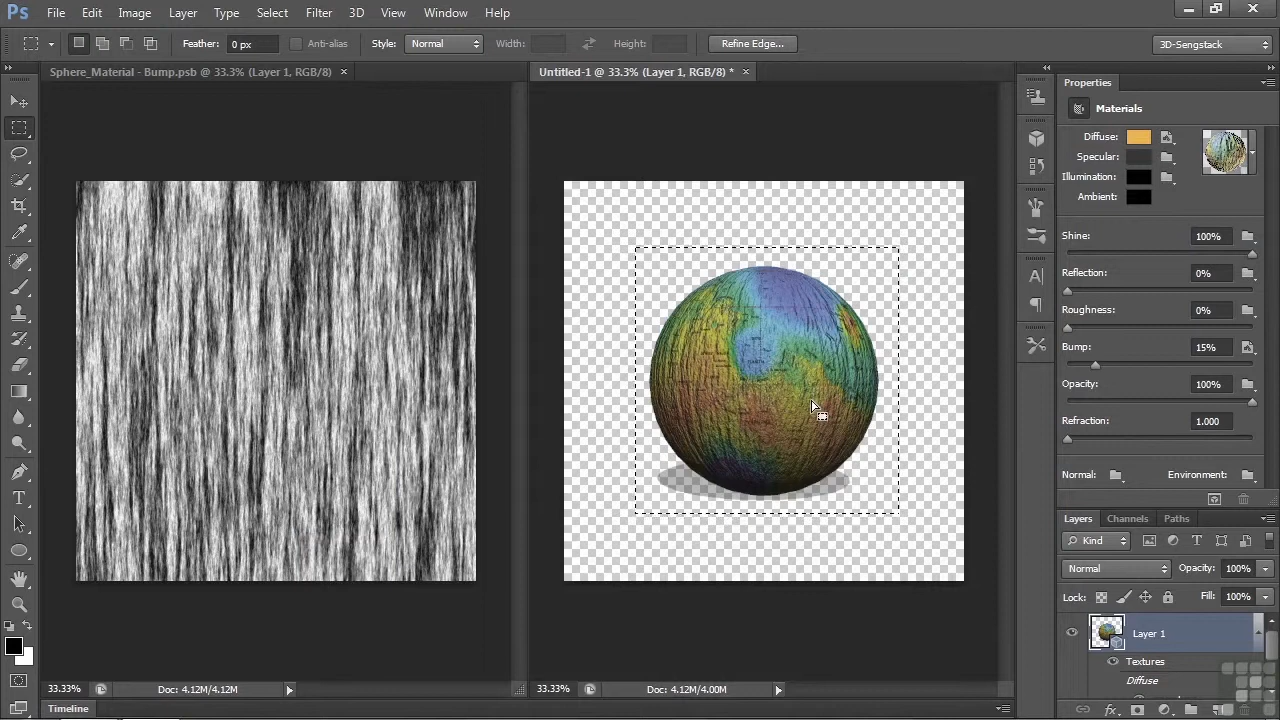 Ps File Edit Image Layer Type Select Filter 3D View Window Help
Feather: 0 px Anti-alias Style: Normal Width: Height: Refine Edge... 3D-Sengstack
Sphere_Material - Bump.psb @ 33.3% (Layer 1, RGB/8) × Untitled-1 @ 33.3% (Layer 1, RGB/8) * ×
Properties
Materials
Diffuse:
Specular:
Illumination:
Ambient:
Shine: 100%
Reflection: 0%
Roughness: 0%
Bump: 15%
Opacity: 100%
Refraction: 1.000
Normal: Environment:
Layers Channels Paths
Kind
Normal Opacity: 100%
Lock: Fill: 100%
Layer 1
Textures
Diffuse
33.33% Doc: 4.12M/4.12M 33.33% Doc: 4.12M/4.00M
Timeline